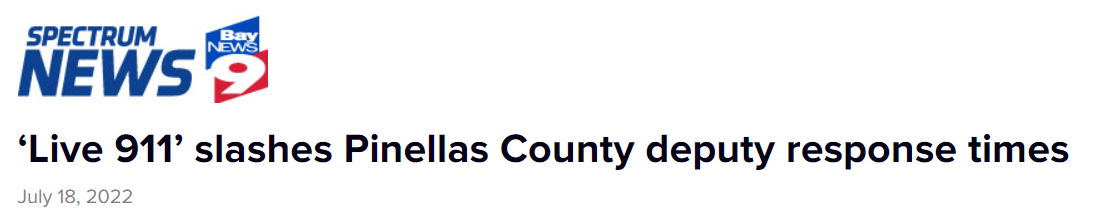 SPECTRUM
NEWS
Bay
NEWS
9
‘Live 911’ slashes Pinellas County deputy response times
July 18, 2022